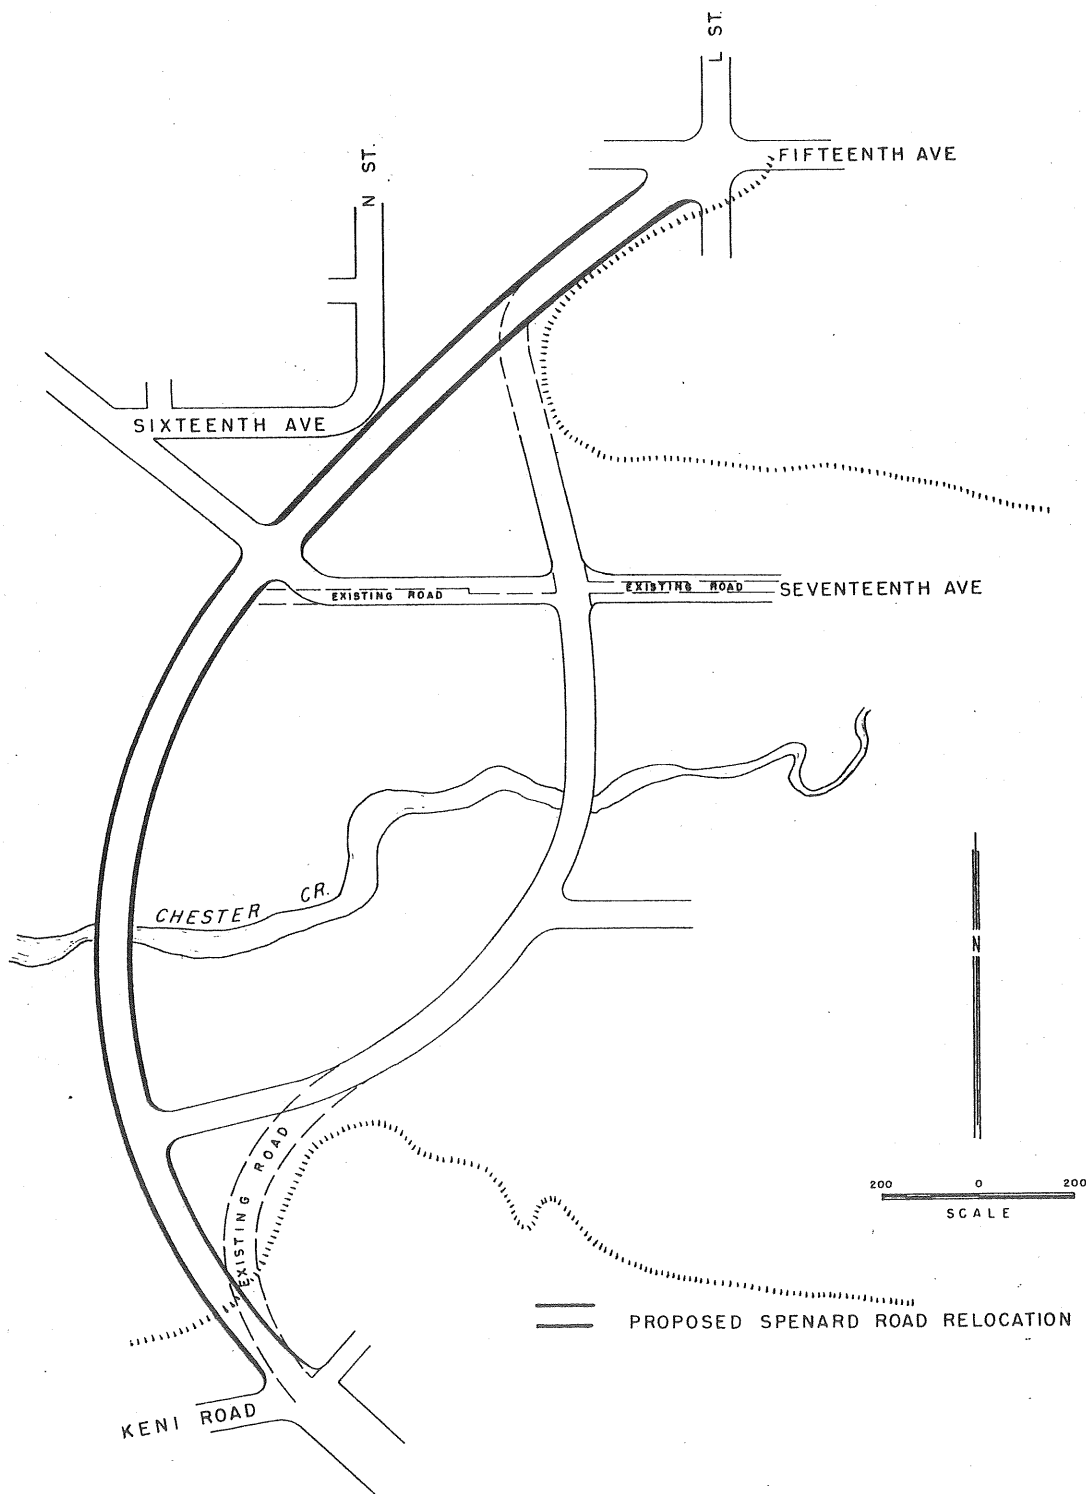 L ST.
FIFTEENTH AVE
N ST.
SIXTEENTH AVE
EXISTING ROAD
EXISTING ROAD
SEVENTEENTH AVE
CHESTER CR.
N
EXISTING ROAD
200 0 200
SCALE
PROPOSED SPENARD ROAD RELOCATION
KENI ROAD